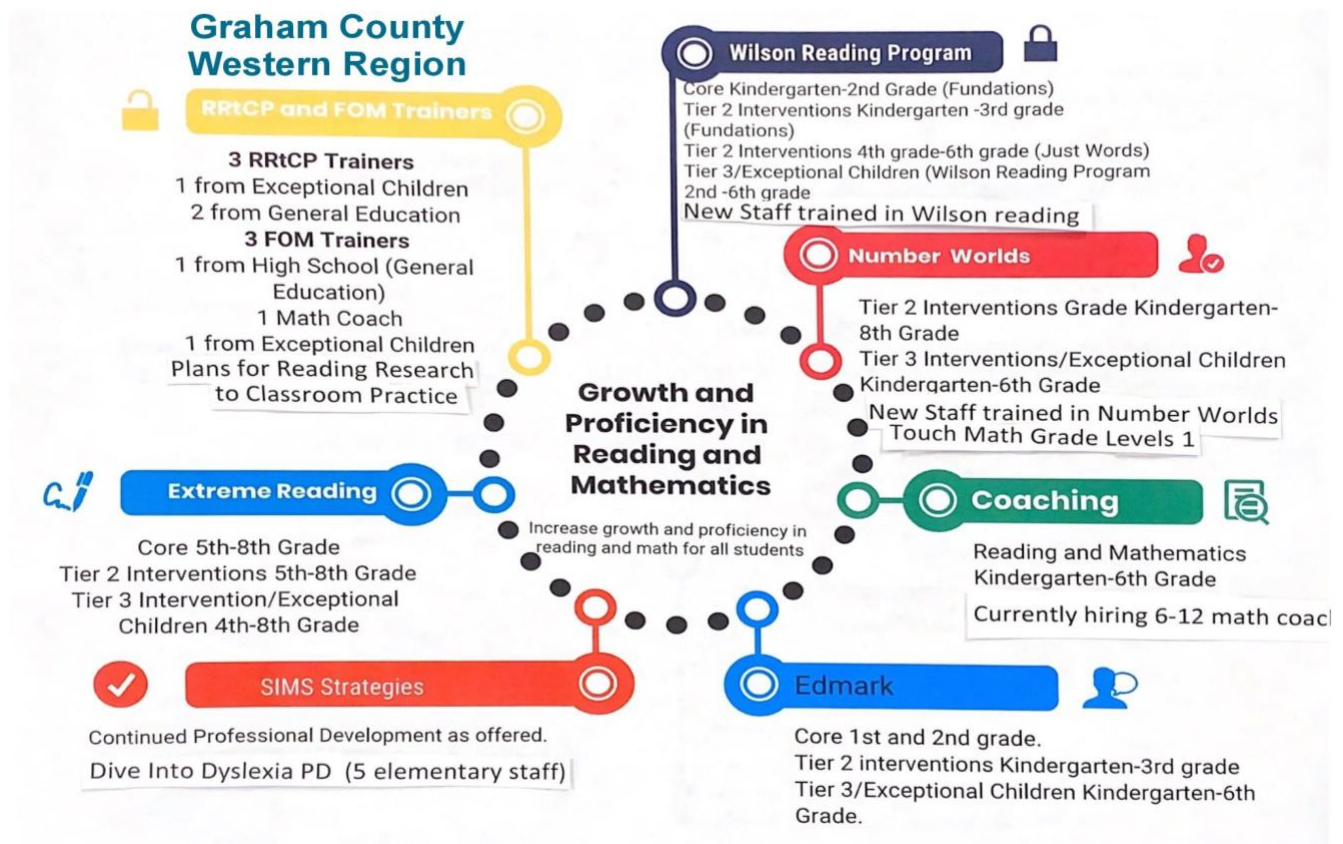 Graham County
Western Region
RRtCP and FOM Trainers
3 RRtCP Trainers
1 from Exceptional Children
2 from General Education
3 FOM Trainers
1 from High School (General
Education)
1 Math Coach
1 from Exceptional Children
Plans for Reading Research
to Classroom Practice
Wilson Reading Program
Core Kindergarten-2nd Grade (Fundations)
Tier 2 Interventions Kindergarten -3rd grade
(Fundations)
Tier 2 Interventions 4th grade-6th grade (Just Words)
Tier 3/Exceptional Children (Wilson Reading Program
2nd -6th grade
New Staff trained in Wilson reading
Number Worlds
Tier 2 Interventions Grade Kindergarten-
8th Grade
Tier 3 Interventions/Exceptional Children
Kindergarten-6th Grade
New Staff trained in Number Worlds
Touch Math Grade Levels 1
Growth and
Proficiency in
Reading and
Mathematics
Increase growth and proficiency in
reading and math for all students
Extreme Reading
Core 5th-8th Grade
Tier 2 Interventions 5th-8th Grade
Tier 3 Intervention/Exceptional
Children 4th-8th Grade
Coaching
Reading and Mathematics
Kindergarten-6th Grade
Currently hiring 6-12 math coac
SIMS Strategies
Continued Professional Development as offered.
Dive Into Dyslexia PD (5 elementary staff)
Edmark
Core 1st and 2nd grade.
Tier 2 interventions Kindergarten-3rd grade
Tier 3/Exceptional Children Kindergarten-6th
Grade.